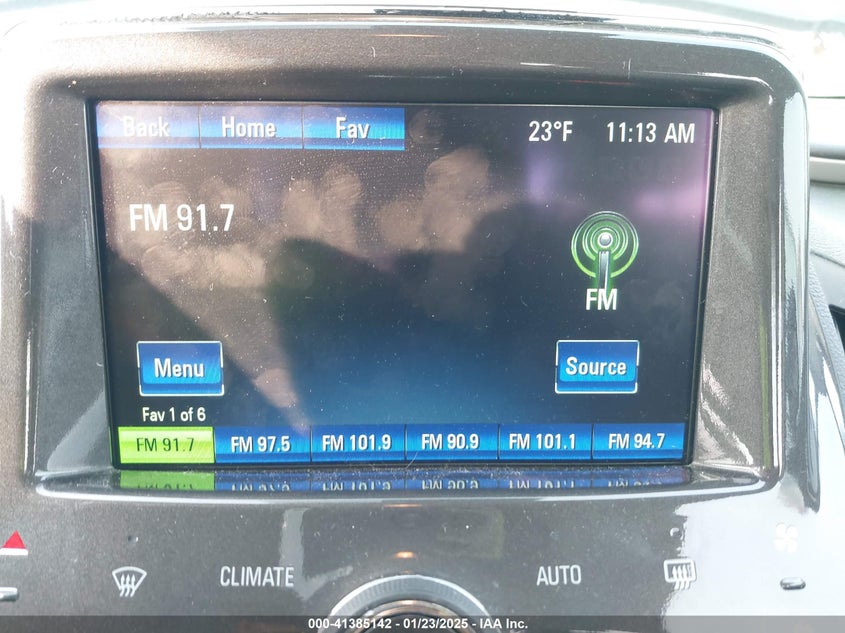 Back Home Fav 23°F 11:13 AM
FM 91.7
FM
Menu Source
Fav 1 of 6
FM 91.7 FM 97.5 FM 101.9 FM 90.9 FM 101.1 FM 94.7
CLIMATE AUTO
000-41385142 - 01/23/2025 - IAA Inc.